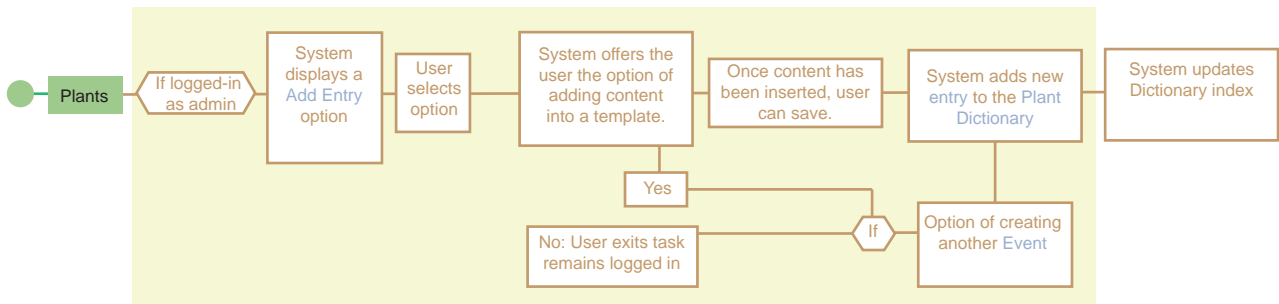 Plants
If logged-in
as admin
System
displays a
Add Entry
option
User
selects
option
System offers the
user the option of
adding content
into a template.
Once content has
been inserted, user
can save.
System adds new
entry to the Plant
Dictionary
System updates
Dictionary index
Yes
No: User exits task
remains logged in
If
Option of creating
another Event